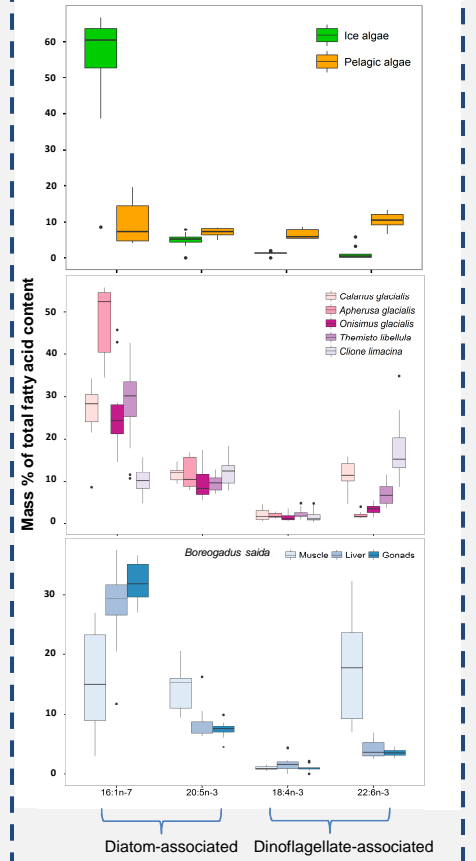 Mass % of total fatty acid content
60
50
40
30
20
10
0
Ice algae
Pelagic algae
50
40
30
20
10
0
Calanus glacialis
Apherusa glacialis
Onisimus glacialis
Themisto libellula
Clione limacina
30
20
10
0
Boreogadus saida
Muscle Liver Gonads
16:1n-7 20:5n-3 18:4n-3 22:6n-3
Diatom-associated Dinoflagellate-associated